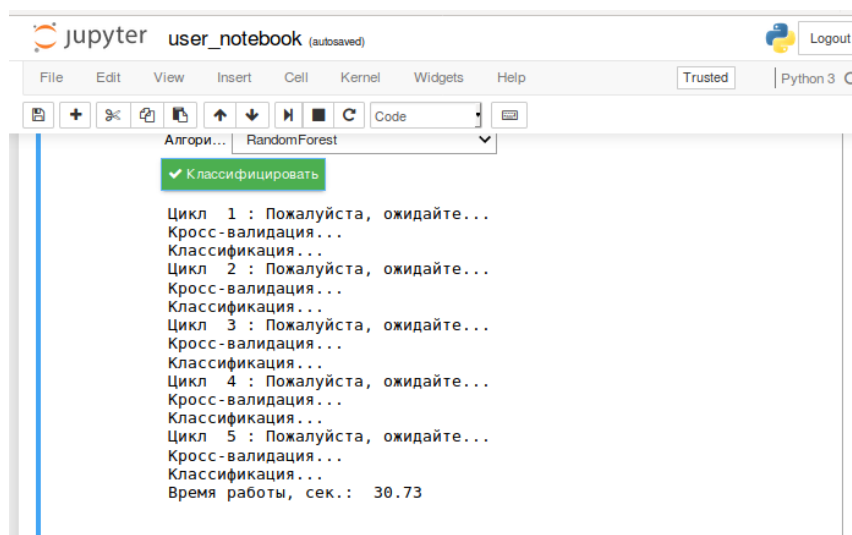 jupyter user_notebook (autosaved) Logout
File Edit View Insert Cell Kernel Widgets Help Trusted Python 3
Code
Алгори... RandomForest
Классифицировать
Цикл 1 : Пожалуйста, ожидайте...
Кросс-валидация...
Классификация...
Цикл 2 : Пожалуйста, ожидайте...
Кросс-валидация...
Классификация...
Цикл 3 : Пожалуйста, ожидайте...
Кросс-валидация...
Классификация...
Цикл 4 : Пожалуйста, ожидайте...
Кросс-валидация...
Классификация...
Цикл 5 : Пожалуйста, ожидайте...
Кросс-валидация...
Классификация...
Время работы, сек.: 30.73